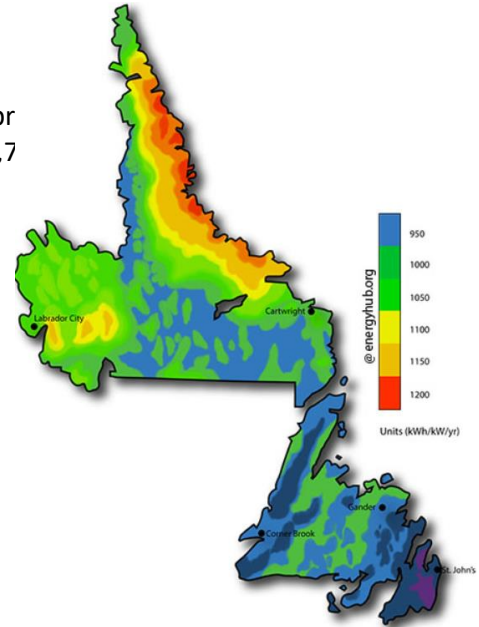 or
,7
Labrador City
Cartwright
Gander
Corner Brook
St. John's
@ energyhub.org
950
1000
1050
1100
1150
1200
Units (kWh/kW/yr)